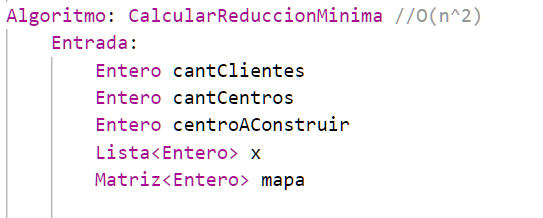 Algoritmo: CalcularReduccionMinima //O(n^2)
Entrada:
Entero cantClientes
Entero cantCentros
Entero centroAConstruir
Lista<Entero> x
Matriz<Entero> mapa